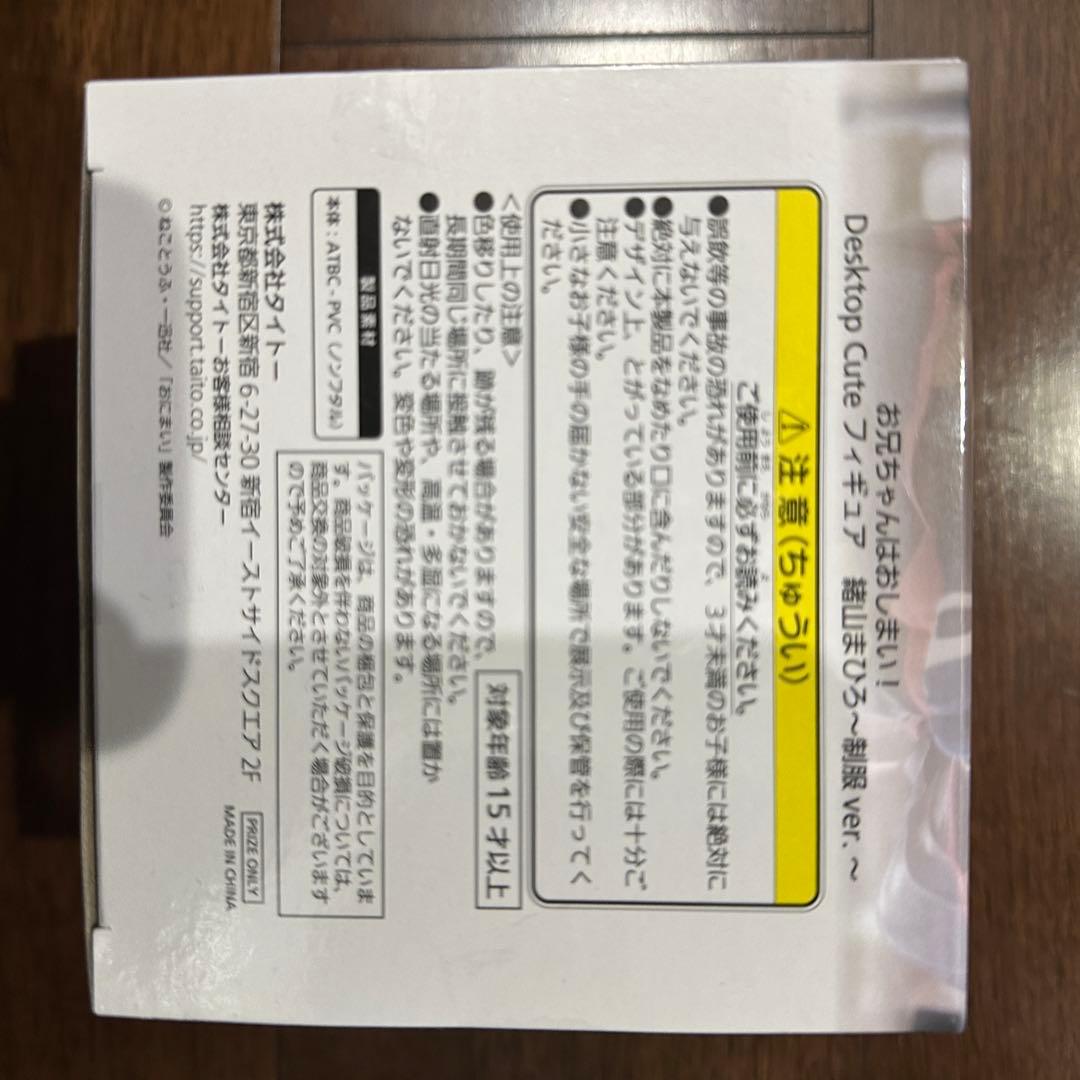 お兄ちゃんはおしまい！
Desktop Cute フィギュア　緒山まひろ～制服 ver.～
⚠ 注意(ちゅうい)
ご使用前に必ずお読みください。
●誤飲等の事故の恐れがありますので、3才未満のお子様には絶対に
与えないでください。
●絶対に本製品をなめたり口に含んだりしないでください。
●デザイン上、とがっている部分があります。ご使用の際には十分ご
注意ください。
●小さなお子様の手の届かない安全な場所で展示及び保管を行ってく
ださい。
＜使用上の注意＞
対象年齢 15 才以上
●色移りしたり、跡が残る場合がありますので、
長期間同じ場所に接触させておかないでください。
●直射日光の当たる場所や、高温・多湿になる場所には置か
ないでください。変色や変形の恐れがあります。
製品素材
本体：ATBC-PVC（ノンフタル）
パッケージは、商品の梱包と保護を目的としていま
す。商品破損を伴わないパッケージ破損については、
商品交換の対象外とさせていただく場合がございます
ので予めご了承ください。
株式会社タイトー
東京都新宿区新宿 6-27-30 新宿イーストサイドスクエア 2F
株式会社タイトーお客様相談センター
https://support.taito.co.jp/
PRIZE ONLY
MADE IN CHINA
©ねことうふ・一迅社／「おにまい」製作委員会